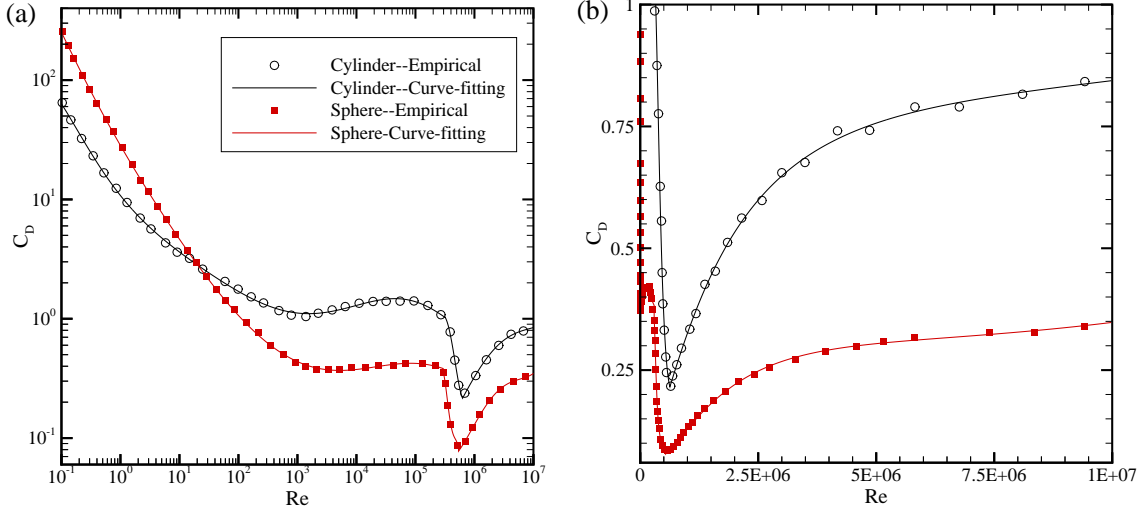 (a)
C_D
10^2
10^1
10^0
10^-1
10^-1 10^0 10^1 10^2 10^3 10^4 10^5 10^6 10^7
Re
Cylinder--Empirical
Cylinder--Curve-fitting
Sphere--Empirical
Sphere-Curve-fitting
(b)
C_D
1
0.75
0.5
0.25
0 2.5E+06 5E+06 7.5E+06 1E+07
Re